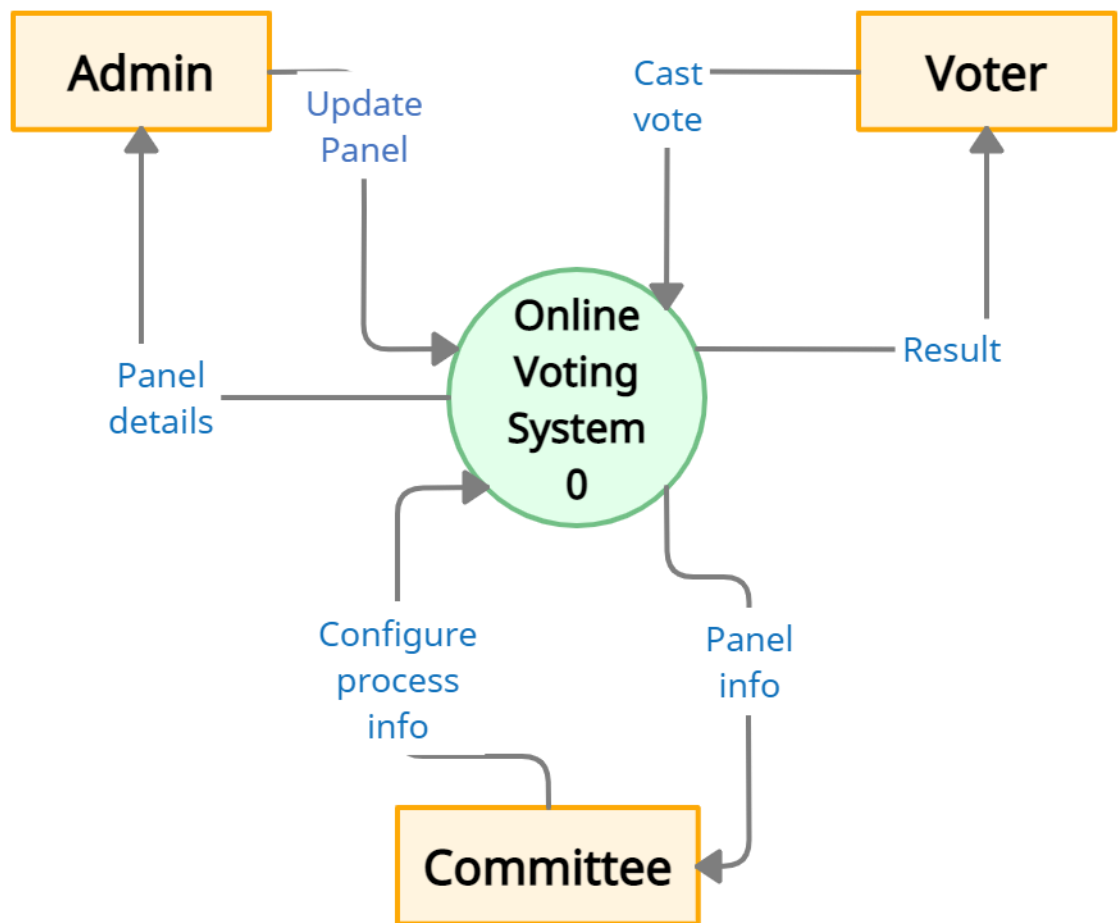 Admin
Voter
Update
Panel
Cast
vote
Online
Voting
System
0
Panel
details
Result
Configure
process
info
Panel
info
Committee